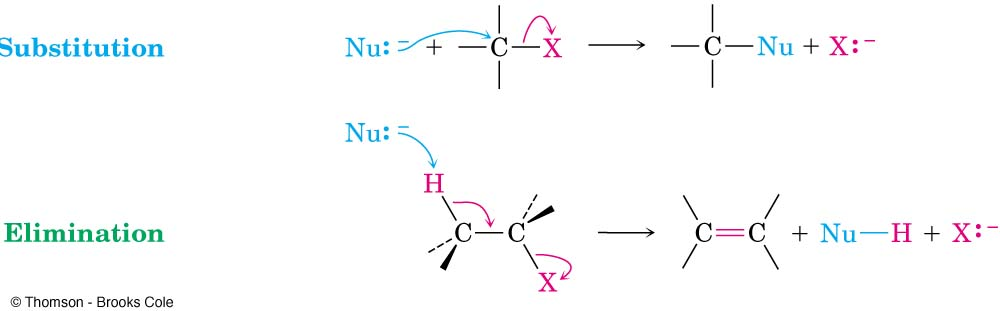 Substitution Nu:⁻ + —C—X ⟶ —C—Nu + X:⁻
Nu:⁻
H
Elimination C—C ⟶ C=C + Nu—H + X:⁻
X
© Thomson - Brooks Cole